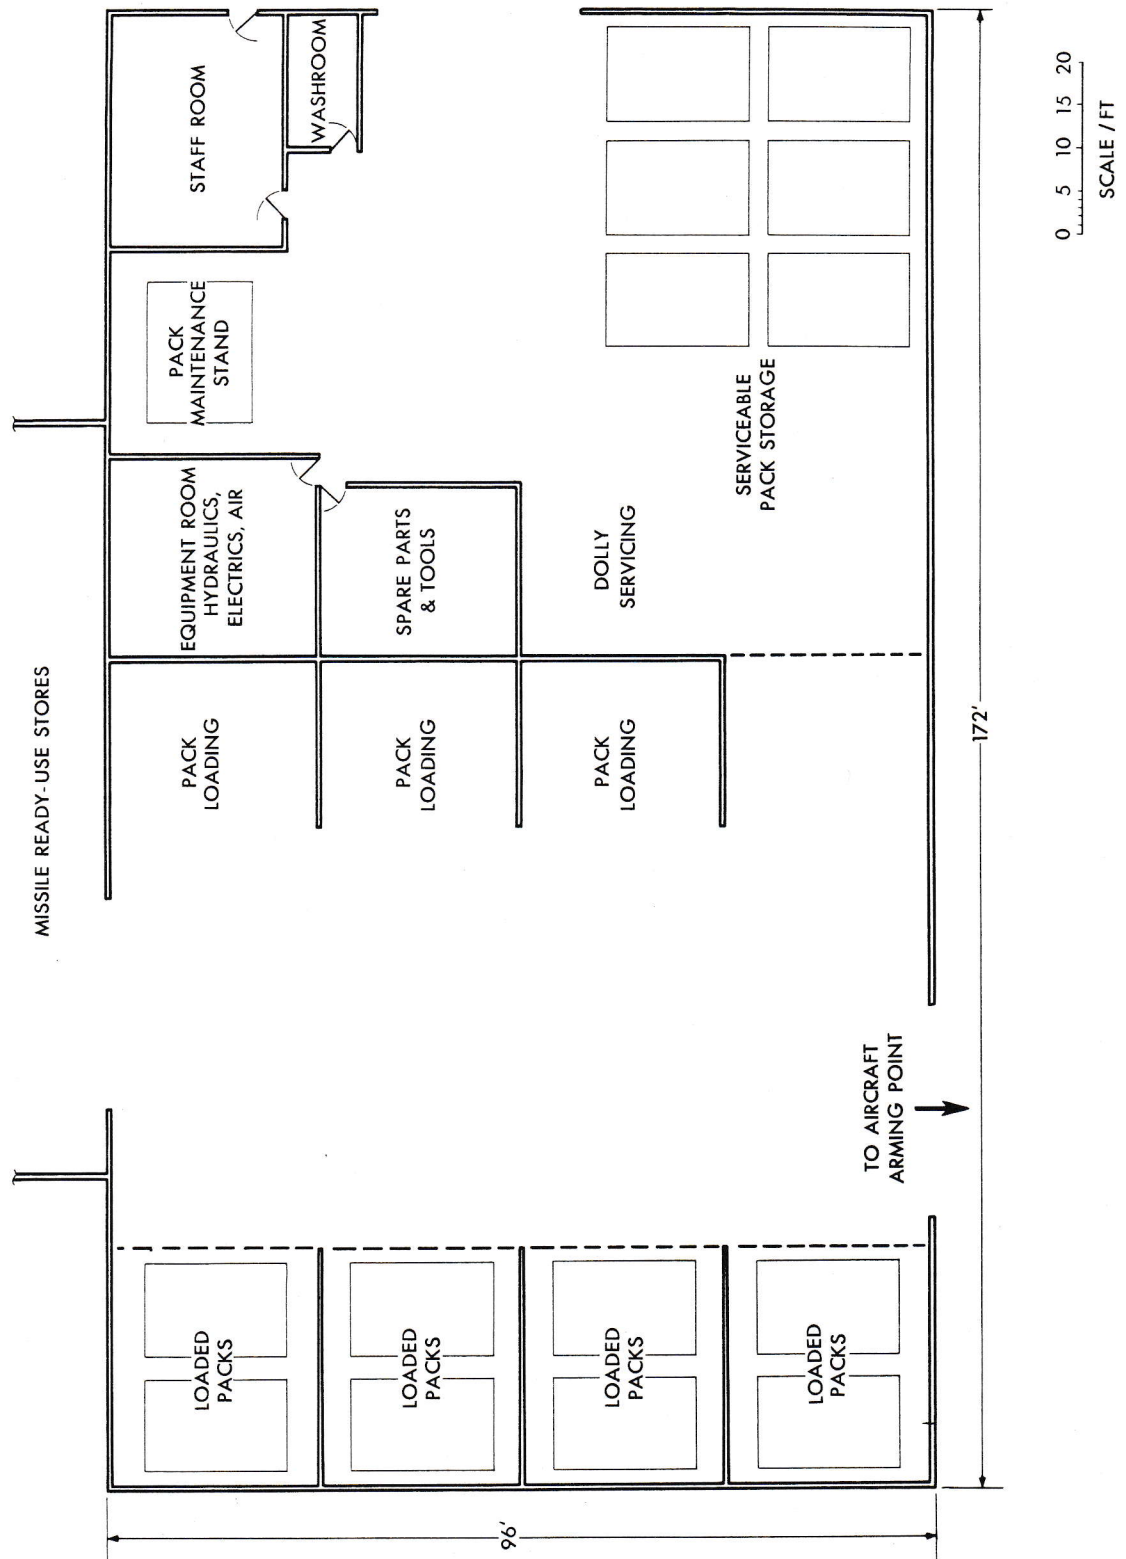 MISSILE READY-USE STORES
LOADED
PACKS
LOADED
PACKS
LOADED
PACKS
LOADED
PACKS
PACK
LOADING
PACK
LOADING
PACK
LOADING
EQUIPMENT ROOM
HYDRAULICS,
ELECTRICS, AIR
SPARE PARTS
& TOOLS
DOLLY
SERVICING
PACK
MAINTENANCE
STAND
STAFF ROOM
WASHROOM
SERVICEABLE
PACK STORAGE
TO AIRCRAFT
ARMING POINT
96'
172'
0 5 10 15 20
SCALE / FT